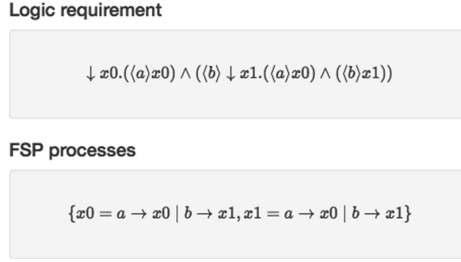 Logic requirement
↓ x0.(⟨a⟩x0) ∧ (⟨b⟩ ↓ x1.(⟨a⟩x0) ∧ (⟨b⟩x1))
FSP processes
{x0 = a → x0 | b → x1, x1 = a → x0 | b → x1}